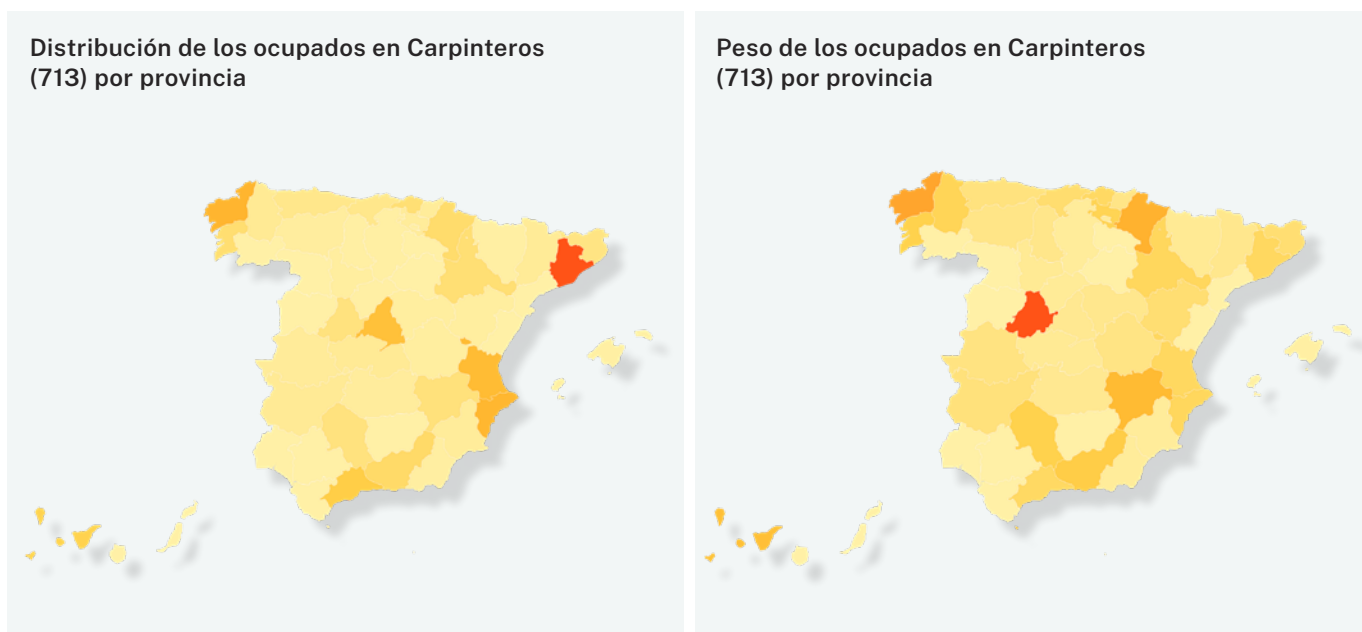 Distribución de los ocupados en Carpinteros
(713) por provincia
Peso de los ocupados en Carpinteros
(713) por provincia